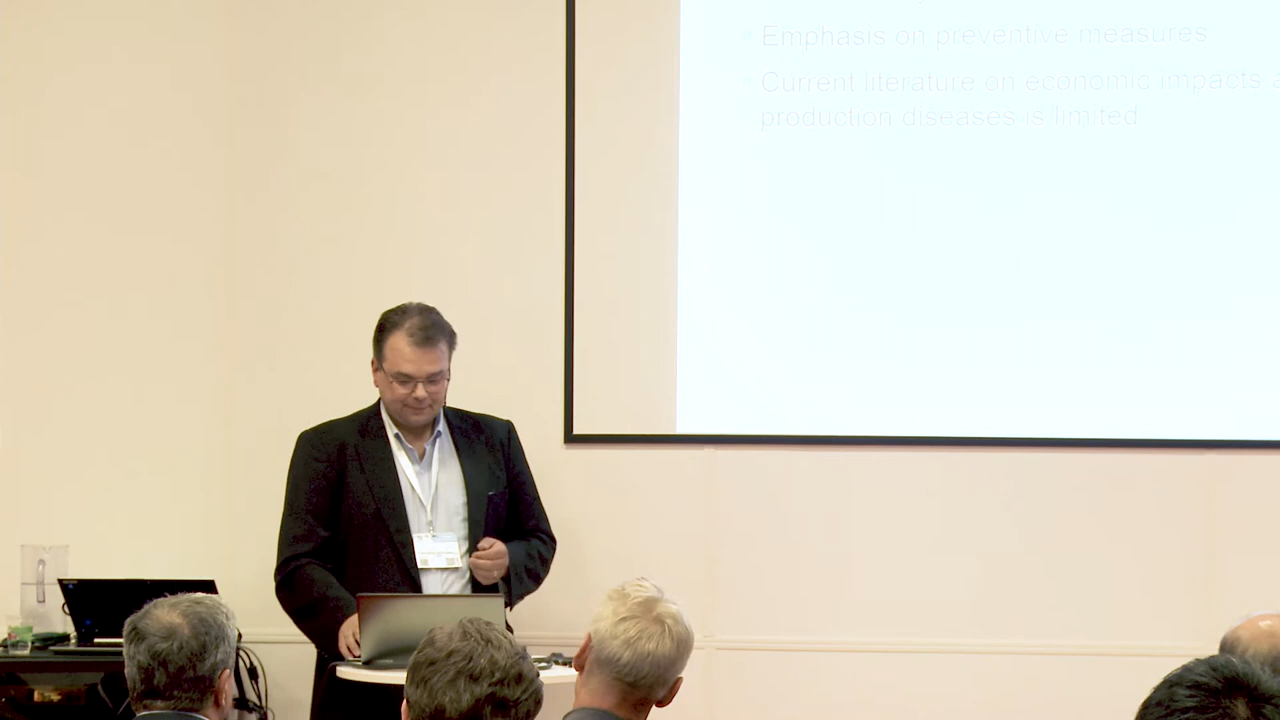 Emphasis on preventive measures
Current literature on economic impacts
production diseases is limited